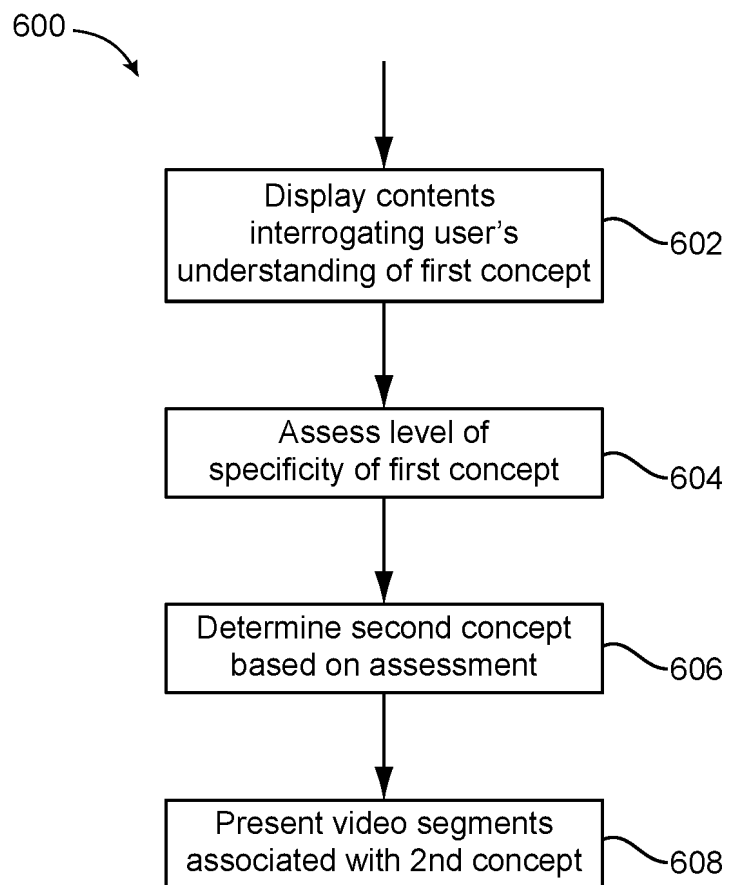 600
Display contents
interrogating user's
understanding of first concept
602
Assess level of
specificity of first concept
604
Determine second concept
based on assessment
606
Present video segments
associated with 2nd concept
608